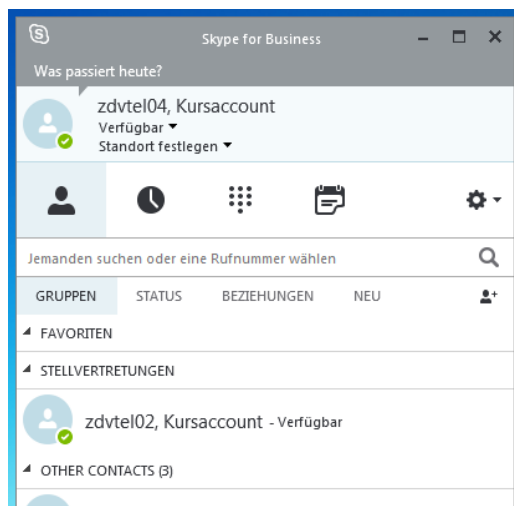 Skype for Business
Was passiert heute?
zdvtel04, Kursaccount
Verfügbar
Standort festlegen
Jemanden suchen oder eine Rufnummer wählen
GRUPPEN STATUS BEZIEHUNGEN NEU
FAVORITEN
STELLVERTRETUNGEN
zdvtel02, Kursaccount - Verfügbar
OTHER CONTACTS (3)